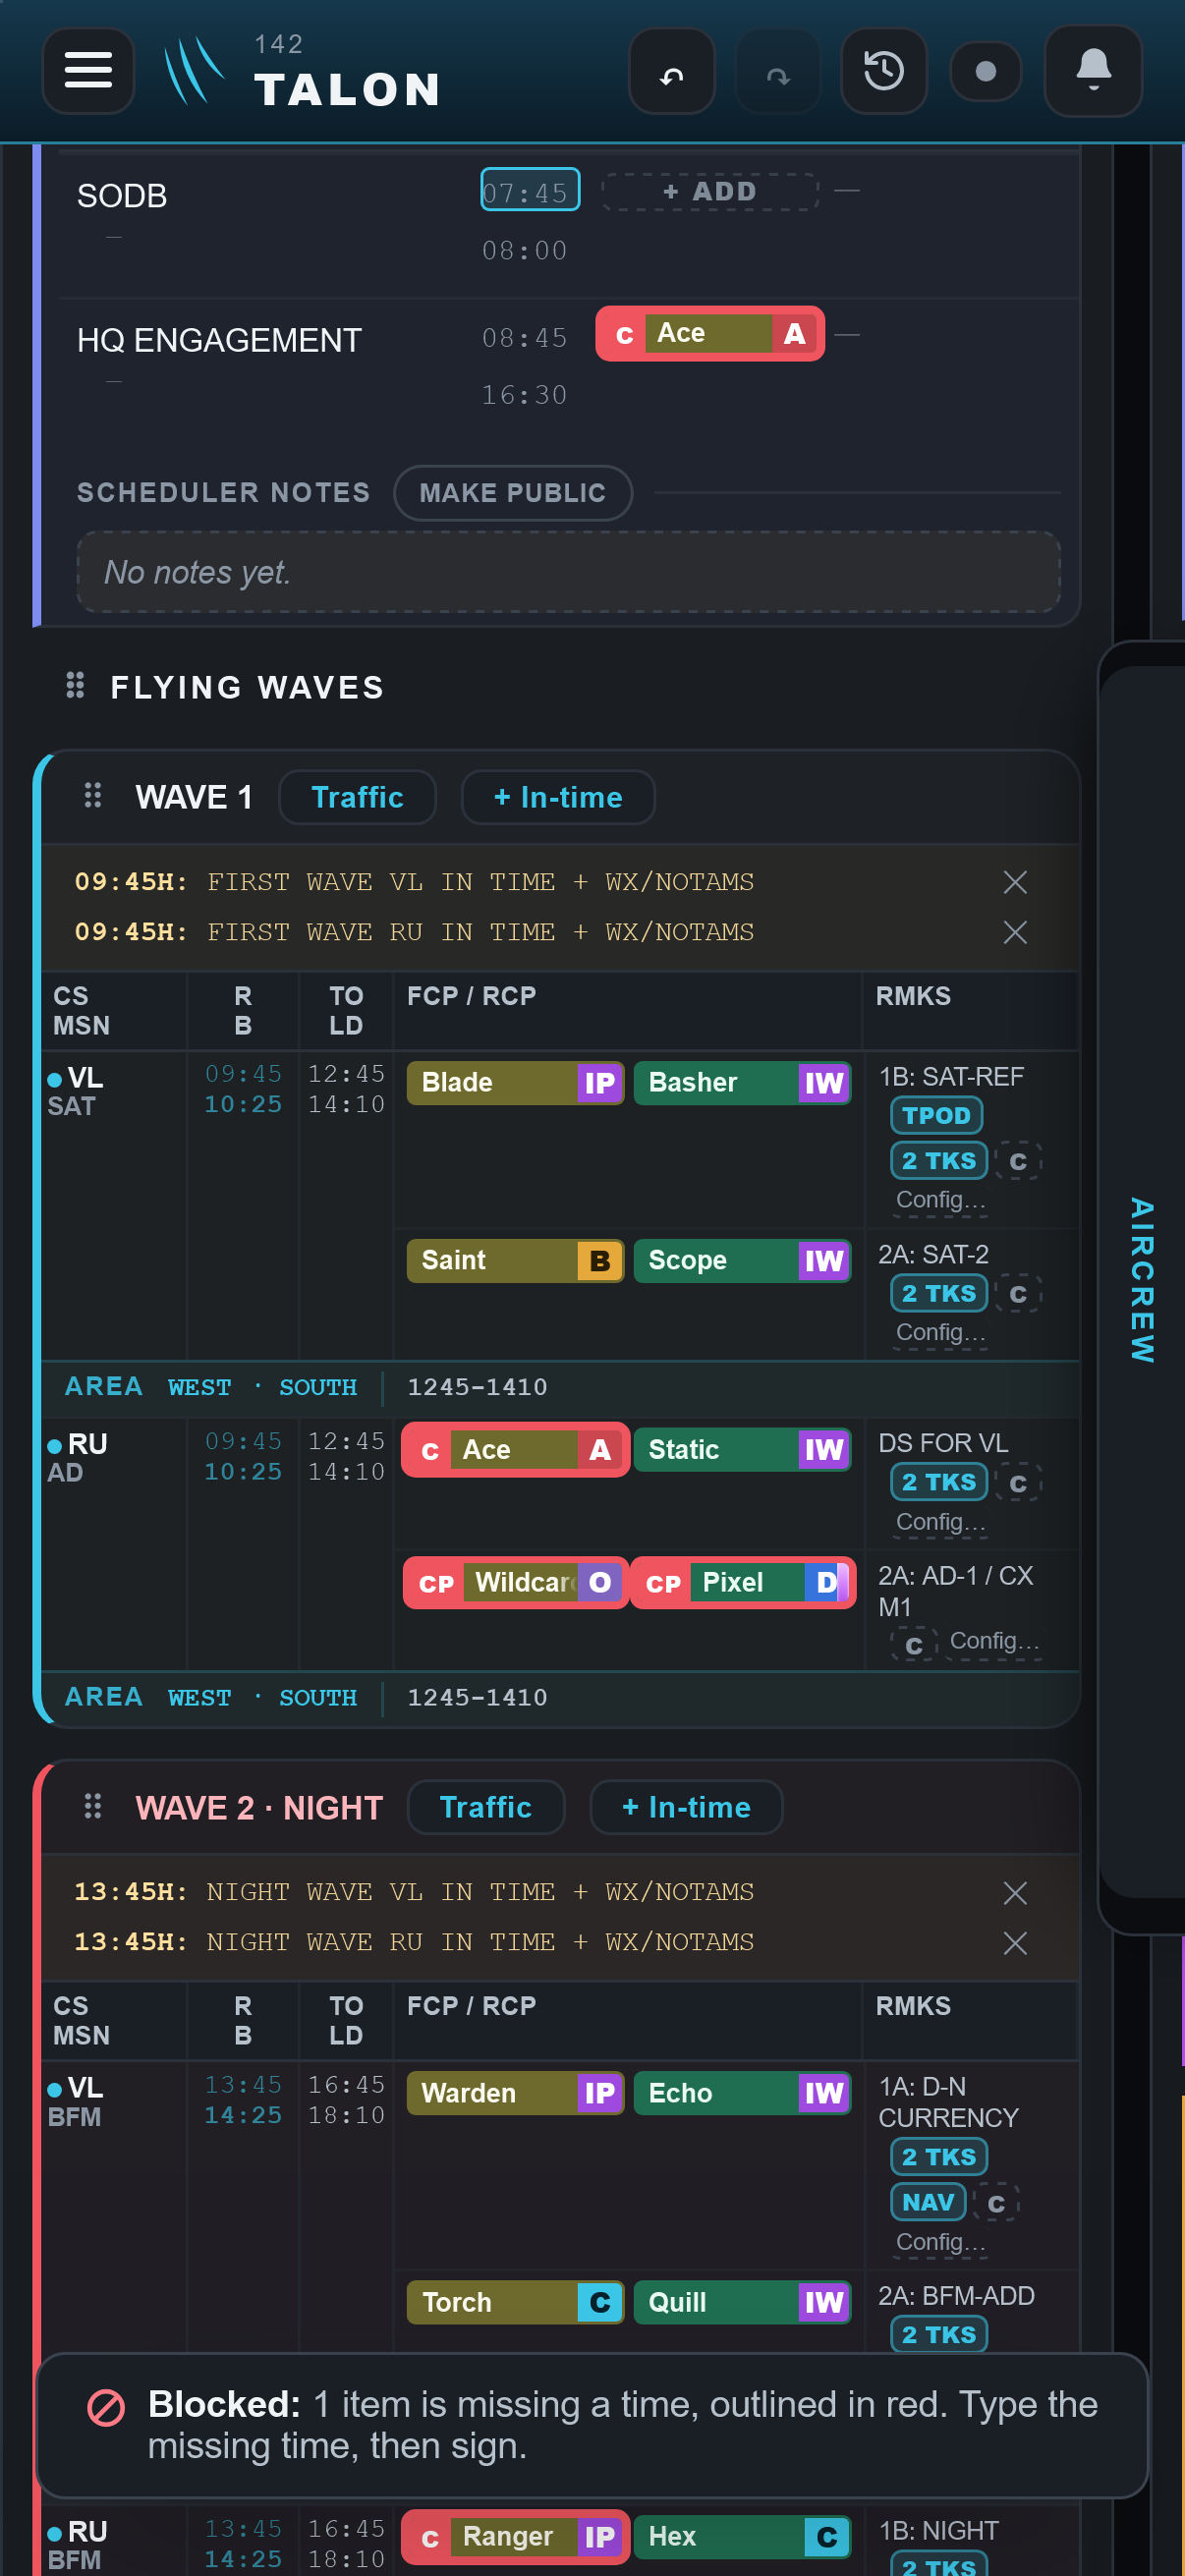 142
TALON
SODB 07:45 + ADD —
— 08:00
HQ ENGAGEMENT 08:45 C Ace A —
— 16:30
SCHEDULER NOTES MAKE PUBLIC
No notes yet.
FLYING WAVES
WAVE 1 Traffic + In-time
09:45H: FIRST WAVE VL IN TIME + WX/NOTAMS
09:45H: FIRST WAVE RU IN TIME + WX/NOTAMS
CS R TO FCP / RCP RMKS
MSN B LD
VL 09:45 12:45 Blade IP Basher IW 1B: SAT-REF
SAT 10:25 14:10 TPOD
2 TKS C
Config...
Saint B Scope IW 2A: SAT-2
2 TKS C
Config...
AREA WEST · SOUTH 1245-1410
RU 09:45 12:45 C Ace A Static IW DS FOR VL
AD 10:25 14:10 2 TKS C
Config...
CP Wildcar O CP Pixel D 2A: AD-1 / CX
M1
C Config...
AREA WEST · SOUTH 1245-1410
WAVE 2 · NIGHT Traffic + In-time
13:45H: NIGHT WAVE VL IN TIME + WX/NOTAMS
13:45H: NIGHT WAVE RU IN TIME + WX/NOTAMS
CS R TO FCP / RCP RMKS
MSN B LD
VL 13:45 16:45 Warden IP Echo IW 1A: D-N
BFM 14:25 18:10 CURRENCY
2 TKS
NAV C
Config...
Torch C Quill IW 2A: BFM-ADD
2 TKS
Blocked: 1 item is missing a time, outlined in red. Type the
missing time, then sign.
RU 13:45 16:45 C Ranger IP Hex C 1B: NIGHT
BFM 14:25 18:10 2 TKS
AIRCREW